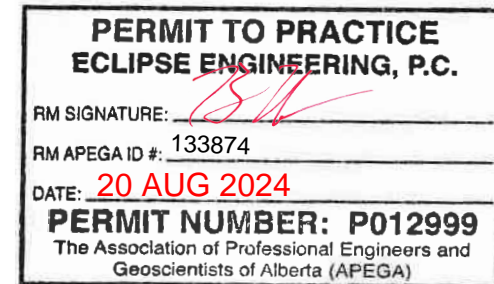 PERMIT TO PRACTICE
ECLIPSE ENGINEERING, P.C.
RM SIGNATURE:
RM APEGA ID #: 133874
DATE: 20 AUG 2024
PERMIT NUMBER: P012999
The Association of Professional Engineers and
Geoscientists of Alberta (APEGA)